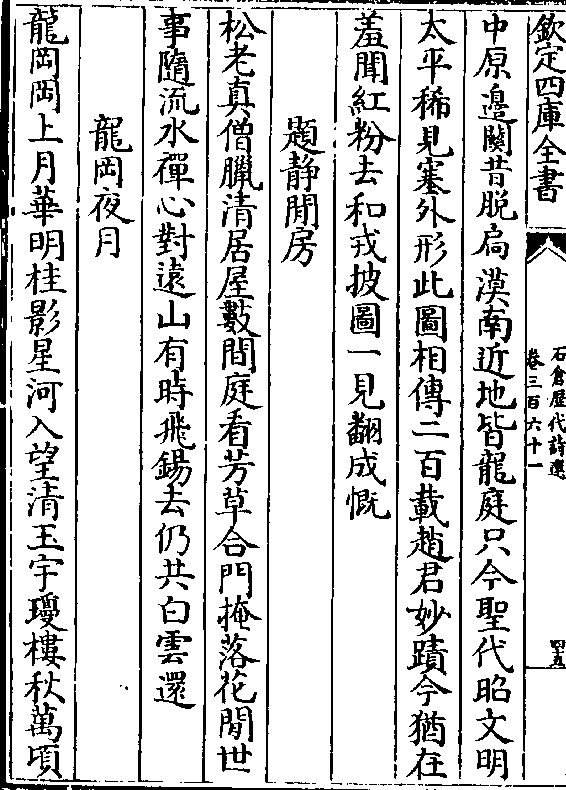 欽定四庫全書
石倉歷代詩選
卷三百六十一
四十五
中原邊關昔脫扃漠南近地皆龍庭只今聖代昭文明
太平稀見塞外形此圖相傳二百載趙君妙蹟今猶在
羞聞紅粉去和戎披圖一見翻成慨
題静閒房
松老真僧臘清居屋數間庭看芳草合門掩落花閒世
事隨流水禪心對遠山有時飛錫去仍共白雲還
龍岡夜月
龍岡岡上月華明桂影星河入望清玉宇瓊樓秋萬頃